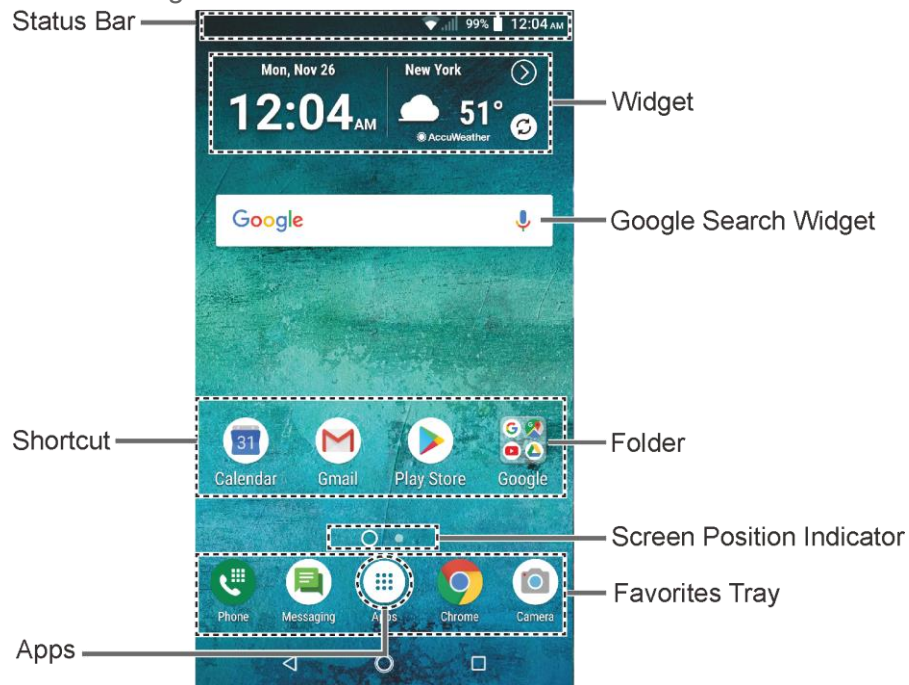 Status Bar
99% 12:04 AM
Mon, Nov 26 New York
12:04 AM 51°
AccuWeather
Widget
Google
Google Search Widget
Shortcut
31
Calendar Gmail Play Store Google
Folder
Screen Position Indicator
Phone Messaging Apps Chrome Camera
Favorites Tray
Apps